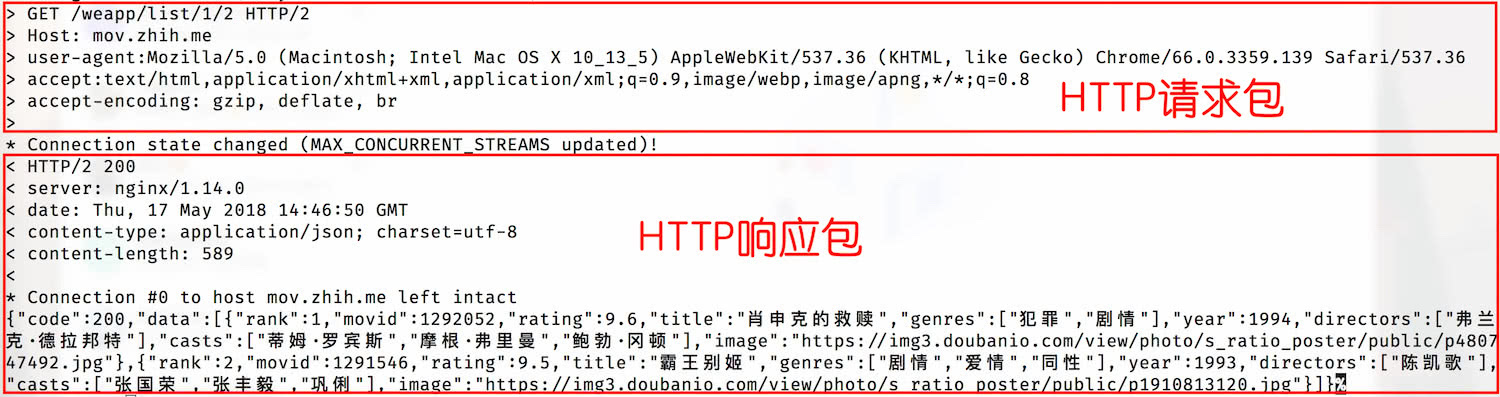 > GET /weapp/list/1/2 HTTP/2
> Host: mov.zhih.me
> user-agent:Mozilla/5.0 (Macintosh; Intel Mac OS X 10_13_5) AppleWebKit/537.36 (KHTML, like Gecko) Chrome/66.0.3359.139 Safari/537.36
> accept:text/html,application/xhtml+xml,application/xml;q=0.9,image/webp,image/apng,*/*;q=0.8
> accept-encoding: gzip, deflate, br
>
HTTP请求包
* Connection state changed (MAX_CONCURRENT_STREAMS updated)!
< HTTP/2 200
< server: nginx/1.14.0
< date: Thu, 17 May 2018 14:46:50 GMT
< content-type: application/json; charset=utf-8
< content-length: 589
<
HTTP响应包
* Connection #0 to host mov.zhih.me left intact
{"code":200,"data":[{"rank":1,"movid":1292052,"rating":9.6,"title":"肖申克的救赎","genres":["犯罪","剧情"],"year":1994,"directors":["弗兰
克·德拉邦特"],"casts":["蒂姆·罗宾斯","摩根·弗里曼","鲍勃·冈顿"],"image":"https://img3.doubanio.com/view/photo/s_ratio_poster/public/p4807
47492.jpg"},{"rank":2,"movid":1291546,"rating":9.5,"title":"霸王别姬","genres":["剧情","爱情","同性"],"year":1993,"directors":["陈凯歌"],
"casts":["张国荣","张丰毅","巩俐"],"image":"https://img3.doubanio.com/view/photo/s_ratio_poster/public/p1910813120.jpg"}]}%